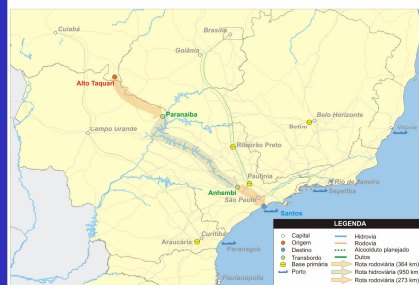 Cuiabá
Brasília
Goiânia
Alto Taquari
Paranaíba
Campo Grande
Belo Horizonte
Betim
Vitória
Ribeirão Preto
Paulínia
Anhembi
São Paulo
Rio de Janeiro
Sepetiba
Santos
Curitiba
Araucária
Paranaguá
Florianópolis
LEGENDA
Capital
Origem
Destino
Transbordo
Base primária
Porto
Hidrovia
Rodovia
Alcoolduto planejado
Dutos
Rota rodoviária (364 km)
Rota hidroviária (950 km)
Rota rodoviária (273 km)